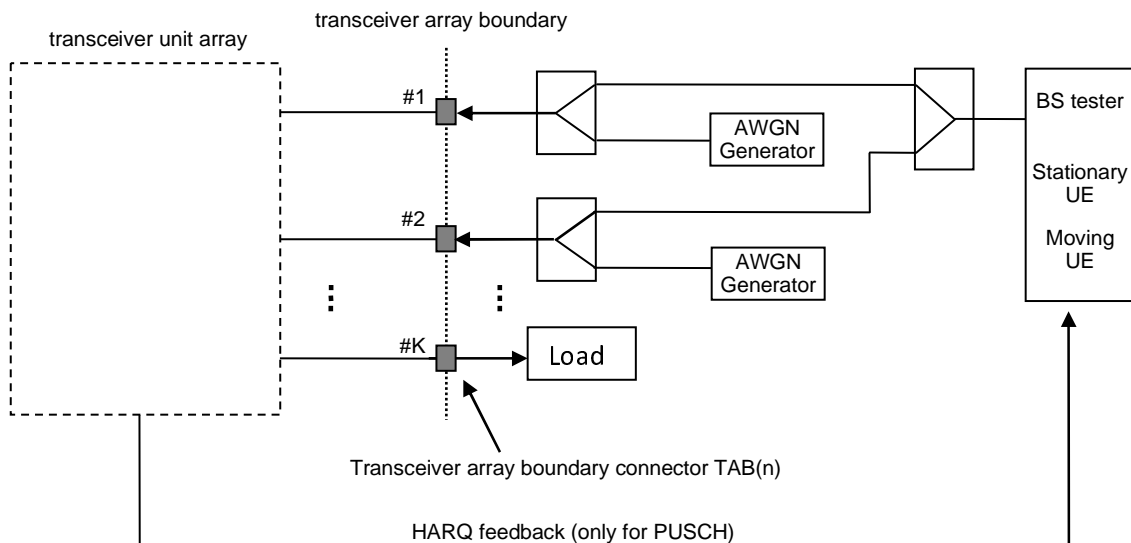 transceiver array boundary
transceiver unit array
#1
BS tester
AWGN
Generator
Stationary
UE
#2
Moving
UE
AWGN
Generator
#K
Load
Transceiver array boundary connector TAB(n)
HARQ feedback (only for PUSCH)